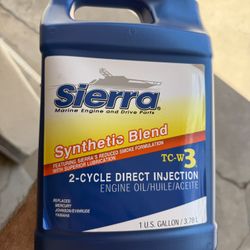 Sierra
Marine Engine and Drive Parts
Synthetic Blend
FEATURING SIERRA'S REDUCED SMOKE FORMULATION
WITH SUPERIOR LUBRICATION
TC-W3
2-CYCLE DIRECT INJECTION
ENGINE OIL/HUILE/ACEITE
REPLACES
MERCURY
JOHNSON/EVINRUDE
YAMAHA
1 U.S. GALLON / 3.78 L